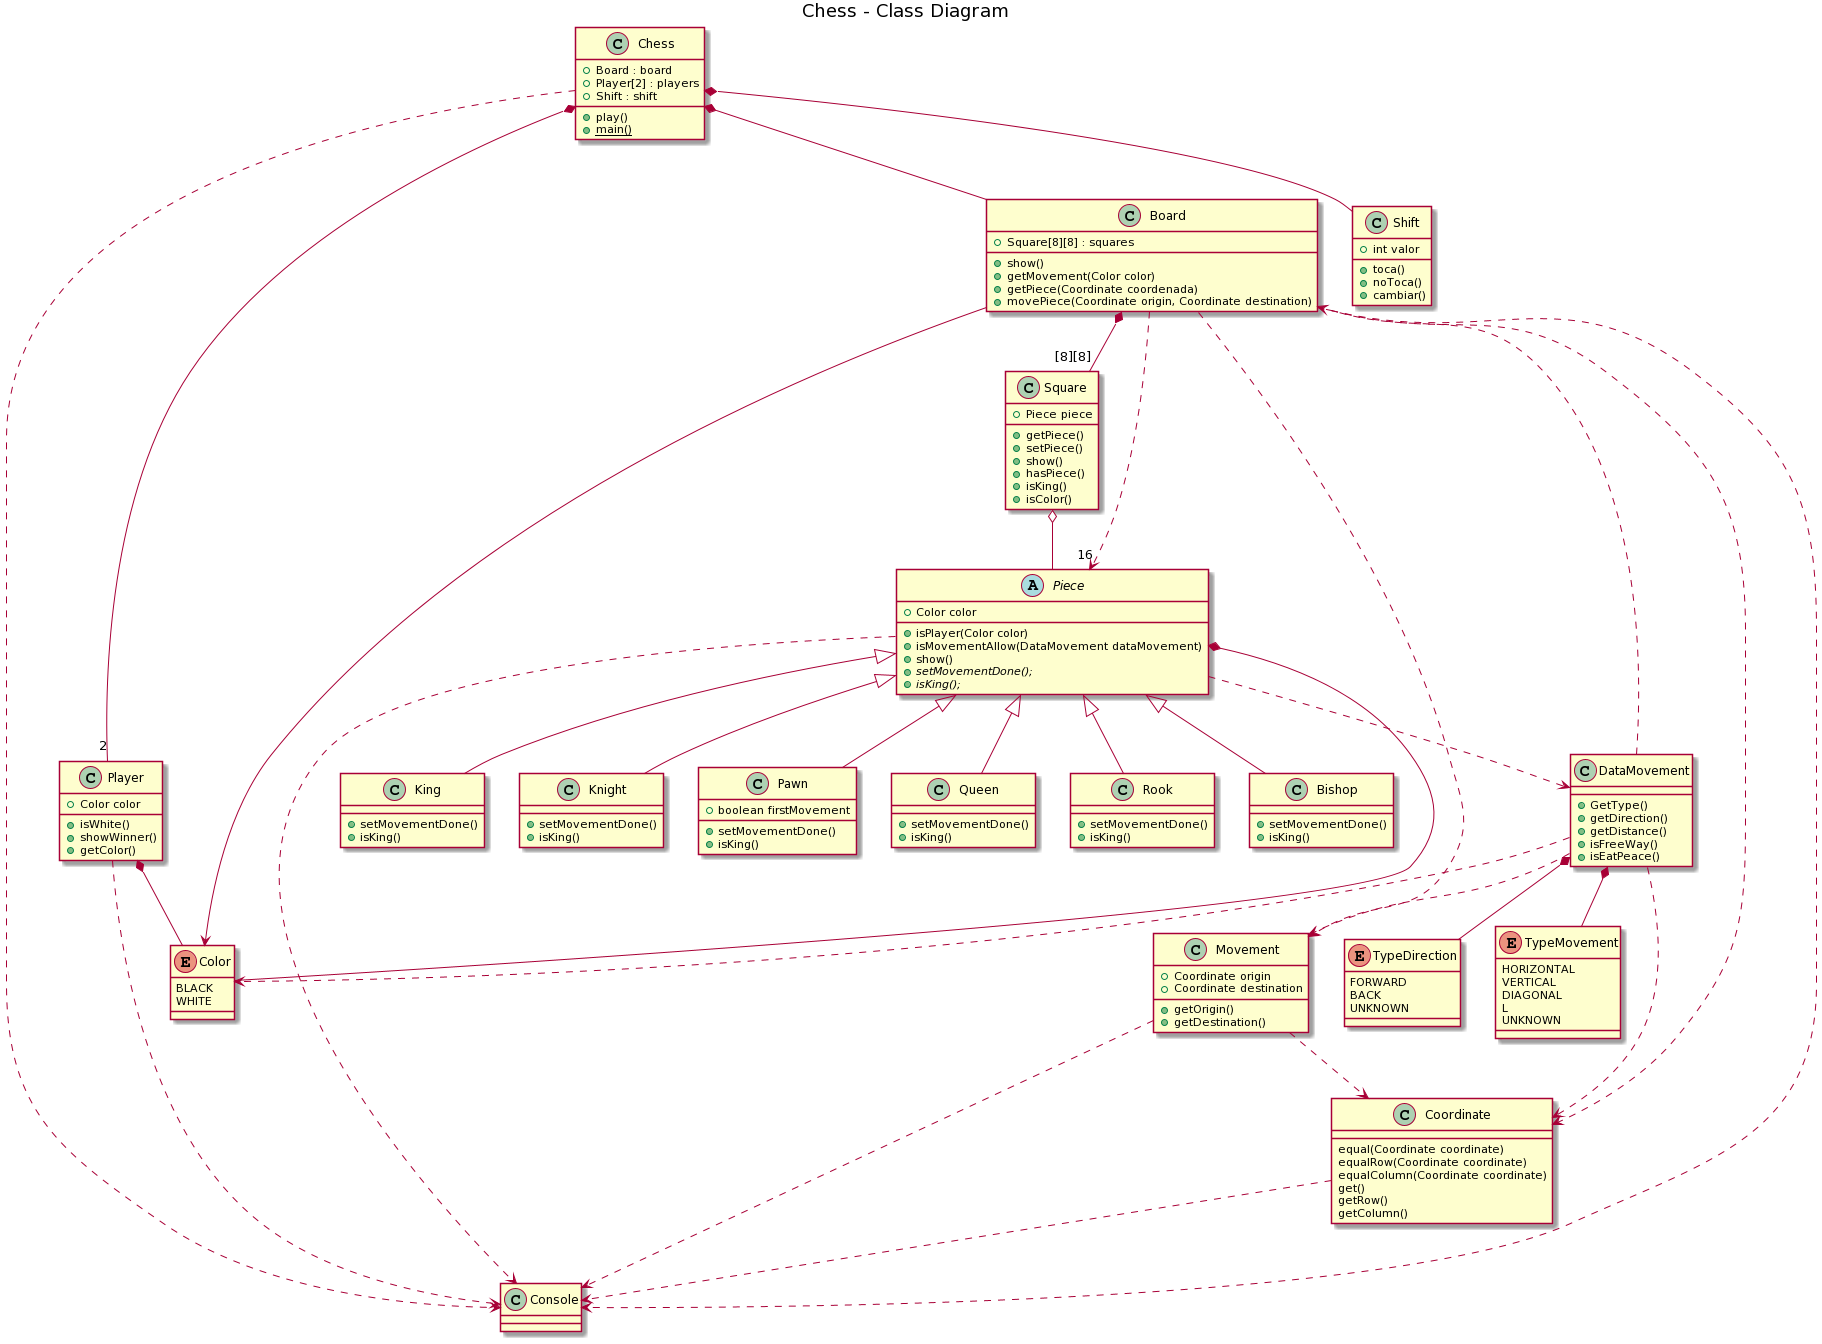 Chess - Class Diagram
C Chess
Board : board
Player[2] : players
Shift : shift
play()
main()
C Board
Square[8][8] : squares
show()
getMovement(Color color)
getPiece(Coordinate coordenada)
movePiece(Coordinate origin, Coordinate destination)
C Shift
int valor
toca()
noToca()
cambiar()
[8][8]
C Square
Piece piece
getPiece()
setPiece()
show()
hasPiece()
isKing()
isColor()
16
A Piece
Color color
isPlayer(Color color)
isMovementAllow(DataMovement dataMovement)
show()
setMovementDone();
isKing();
2
C Player
Color color
isWhite()
showWinner()
getColor()
C King
setMovementDone()
isKing()
C Knight
setMovementDone()
isKing()
C Pawn
boolean firstMovement
setMovementDone()
isKing()
C Queen
setMovementDone()
isKing()
C Rook
setMovementDone()
isKing()
C Bishop
setMovementDone()
isKing()
C DataMovement
GetType()
getDirection()
getDistance()
isFreeWay()
isEatPeace()
E Color
BLACK
WHITE
C Movement
Coordinate origin
Coordinate destination
getOrigin()
getDestination()
E TypeDirection
FORWARD
BACK
UNKNOWN
E TypeMovement
HORIZONTAL
VERTICAL
DIAGONAL
L
UNKNOWN
C Coordinate
equal(Coordinate coordinate)
equalRow(Coordinate coordinate)
equalColumn(Coordinate coordinate)
get()
getRow()
getColumn()
C Console